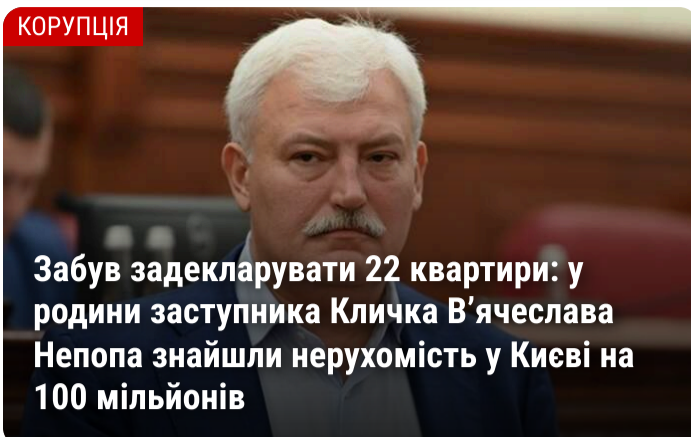 КОРУПЦІЯ
Забув задекларувати 22 квартири: у
родини заступника Кличка В’ячеслава
Непопа знайшли нерухомість у Києві на
100 мільйонів